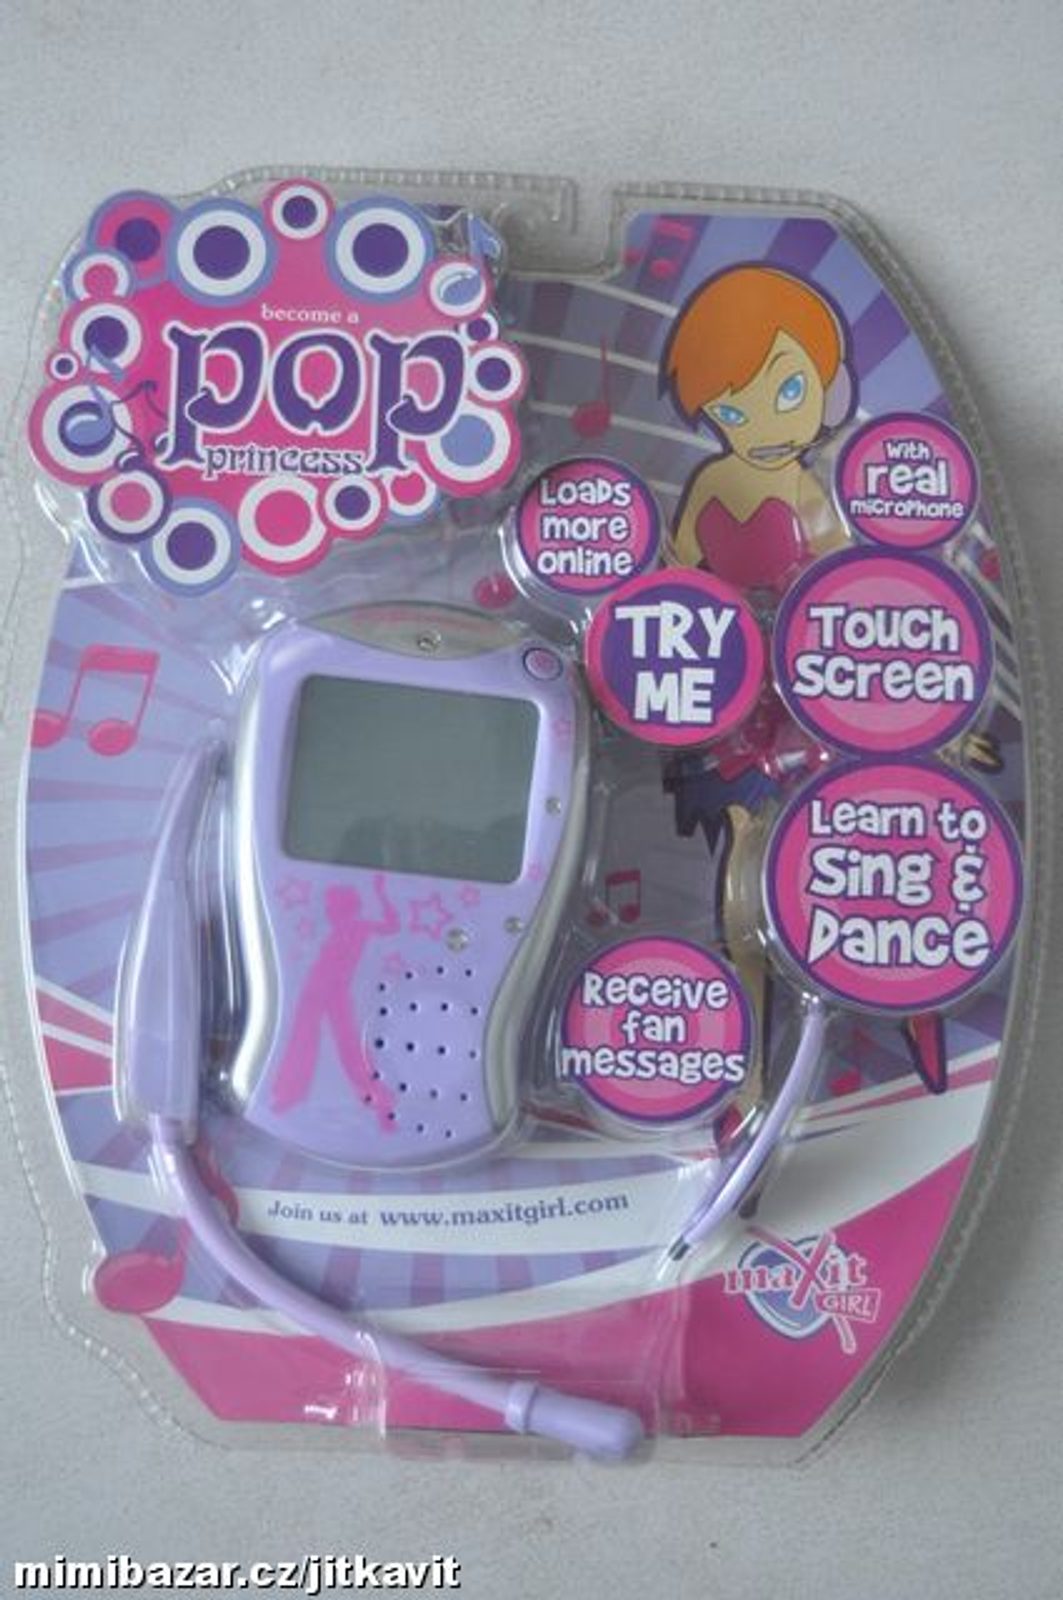 become a
pop
princess
With
real
microphone
Loads
more
online
TRY
ME
Touch
Screen
Learn to
Sing &
Dance
Receive
fan
messages
Join us at www.maxitgirl.com
maxit
GIRL
mimibazar.cz/jitkavit